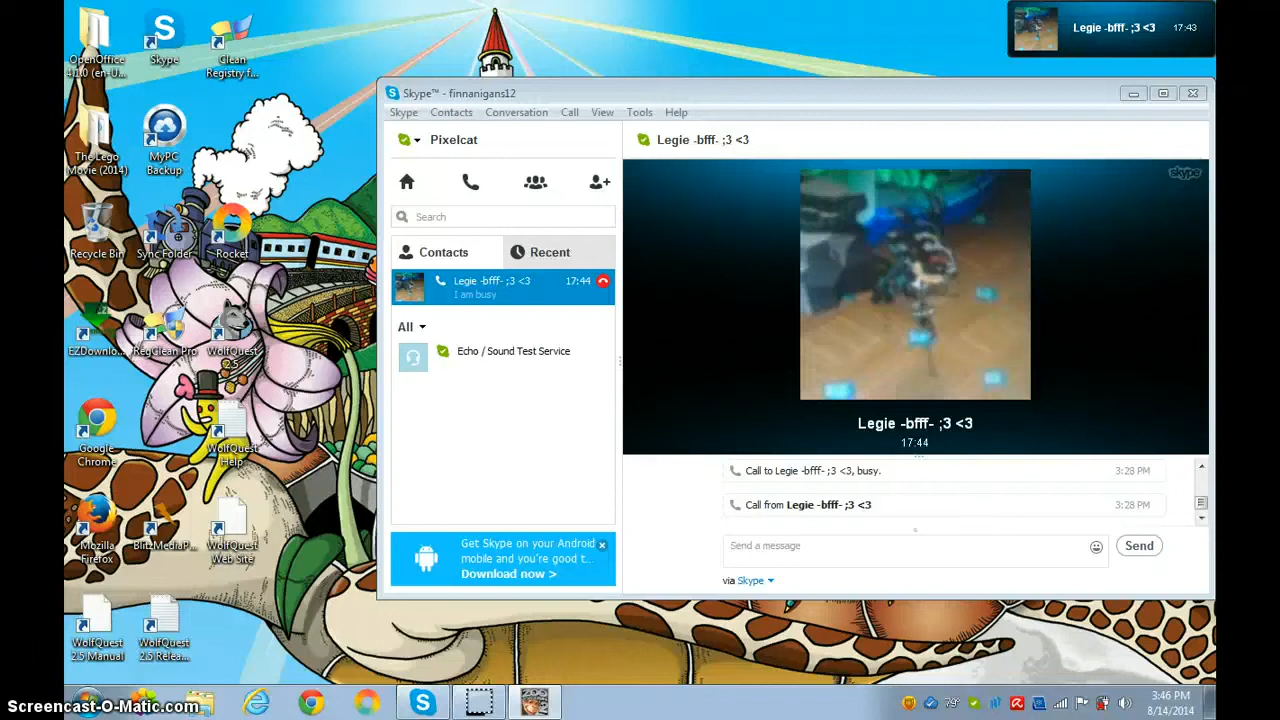 OpenOffice
4.1.0 (en-U...
Skype
Clean
Registry f...
The Lego
Movie (2014)
MyPC
Backup
Recycle Bin
Sync Folder
Rocket
EZDownlo...
RegClean Pro
WolfQuest
2.5
Google
Chrome
WolfQuest
Help
Mozilla
Firefox
BlitzMediaP...
WolfQuest
Web Site
WolfQuest
2.5 Manual
WolfQuest
2.5 Relea...
Legie -bfff- ;3 <3 17:43
Skype™ - finnanigans12
Skype Contacts Conversation Call View Tools Help
Pixelcat
Search
Contacts Recent
Legie -bfff- ;3 <3 17:44
I am busy
All
Echo / Sound Test Service
Get Skype on your Android
mobile and you're good t...
Download now >
Legie -bfff- ;3 <3
skype
Legie -bfff- ;3 <3
17:44
Call to Legie -bfff- ;3 <3, busy. 3:28 PM
Call from Legie -bfff- ;3 <3 3:28 PM
Send a message
Send
via Skype
79°
3:46 PM
8/14/2014
Screencast-O-Matic.com